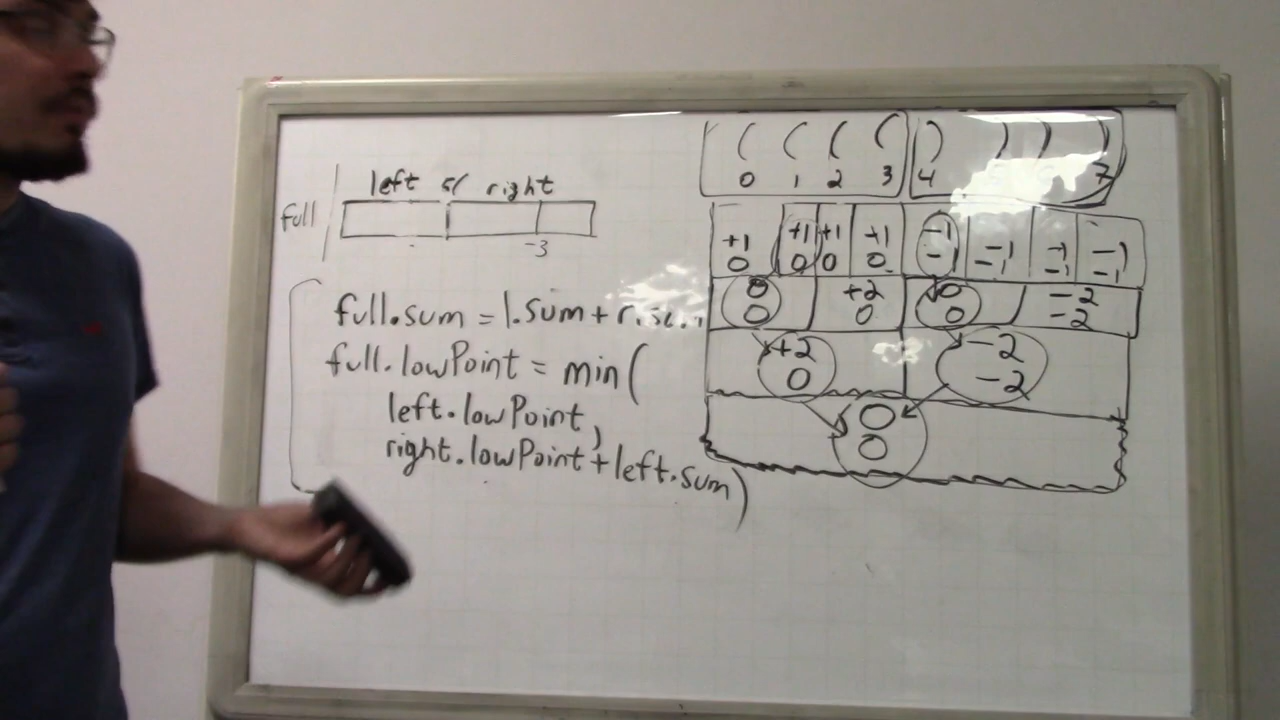 left right
full
-3
full.sum = l.sum +
full.lowPoint = min(
left.lowPoint,
right.lowPoint + left.sum)
( ( ( ( ) ) ) )
0 1 2 3 4 7
+1 +1 +1 +1 -1 -1 -1 -1
0 0 0 0 -1 -1 -1 -1
0 +2 0 -2
0 0 0 -2
+2 -2
0 -2
0
0